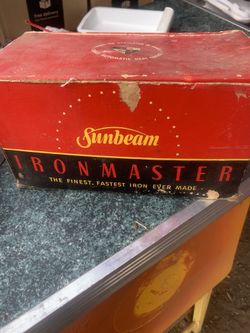 Sunbeam
IRONMASTER
THE FINEST, FASTEST IRON EVER MADE